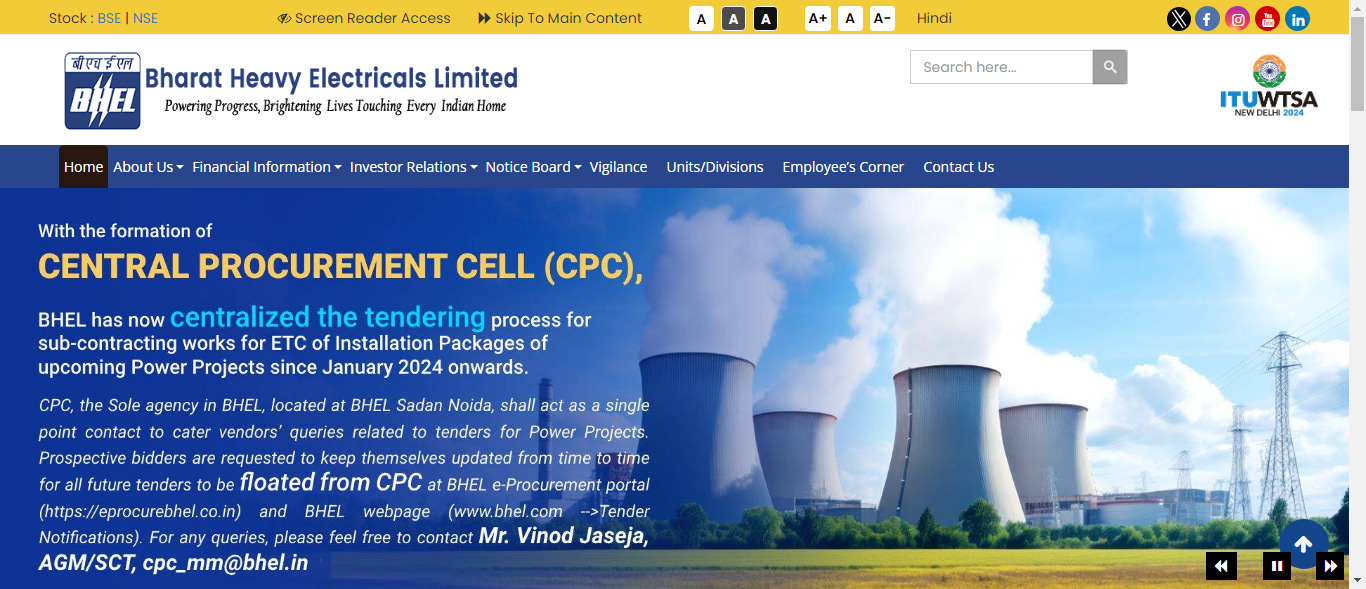 Stock : BSE | NSE
Screen Reader Access
Skip To Main Content
A A A
A+ A A-
Hindi
बी एच ई एल
BHEL
Bharat Heavy Electricals Limited
Powering Progress, Brightening Lives Touching Every Indian Home
Search here...
ITUWTSA
NEW DELHI 2024
Home About Us Financial Information Investor Relations Notice Board Vigilance Units/Divisions Employee's Corner Contact Us
With the formation of
CENTRAL PROCUREMENT CELL (CPC),
BHEL has now centralized the tendering process for
sub-contracting works for ETC of Installation Packages of
upcoming Power Projects since January 2024 onwards.
CPC, the Sole agency in BHEL, located at BHEL Sadan Noida, shall act as a single
point contact to cater vendors' queries related to tenders for Power Projects.
Prospective bidders are requested to keep themselves updated from time to time
for all future tenders to be floated from CPC at BHEL e-Procurement portal
(https://eprocurebhel.co.in) and BHEL webpage (www.bhel.com -->Tender
Notifications). For any queries, please feel free to contact Mr. Vinod Jaseja,
AGM/SCT, cpc_mm@bhel.in